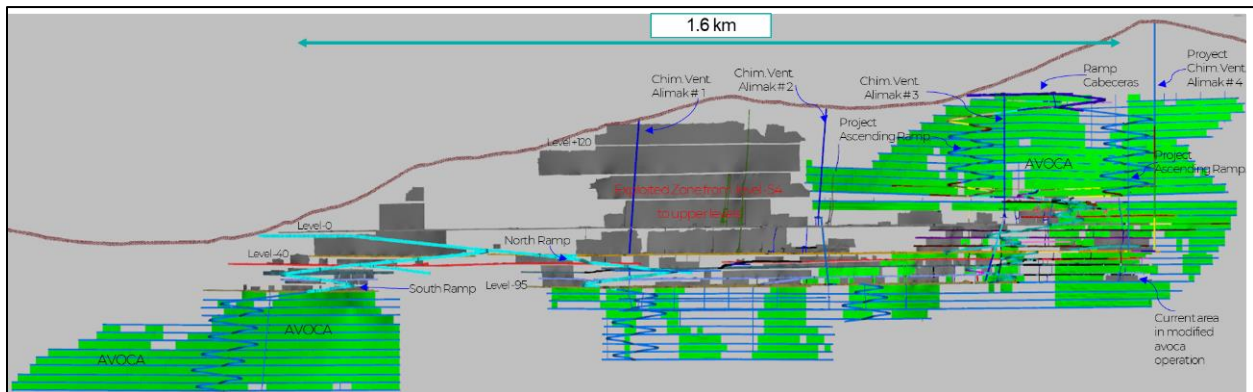 1.6 km
Chim. Vent.
Alimak # 1
Chim. Vent.
Alimak # 2
Chim. Vent.
Alimak # 3
Ramp
Cabeceras
Proyect
Chim. Vent.
Alimak # 4
Project
Ascending Ramp
Level+120
AVOCA
Project
Ascending Ramp
Exploited Zone from Level-54
to upper level
Level-0
North Ramp
Level-40
South Ramp
Level-95
Current area
in modified
avoca
operation
AVOCA
AVOCA